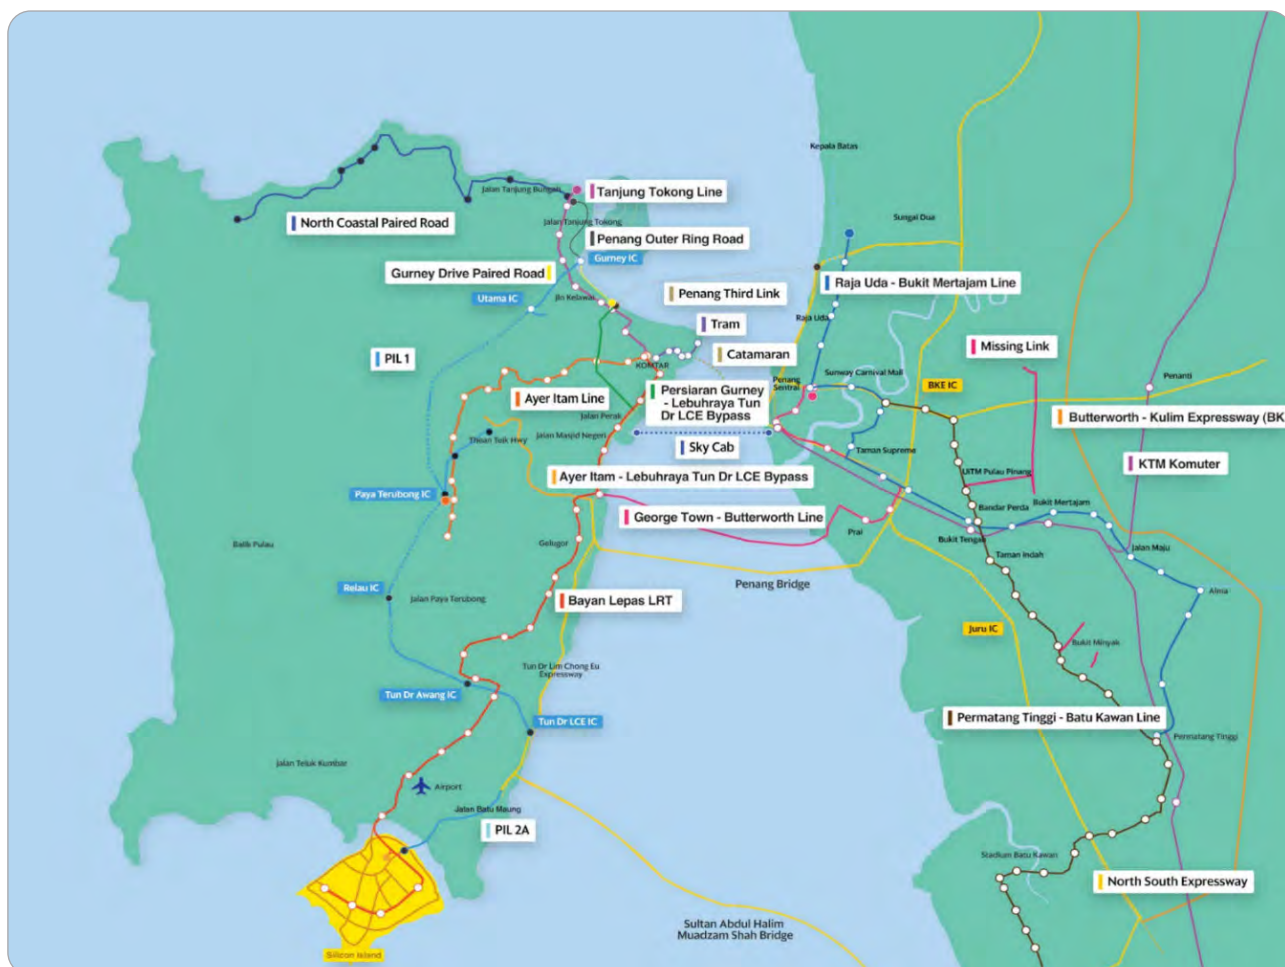 Kepala Batas
Jalan Tanjung Bungah
Tanjung Tokong Line
North Coastal Paired Road
Jalan Tanjung Tokong
Sungai Dua
Penang Outer Ring Road
Gurney IC
Gurney Drive Paired Road
Raja Uda - Bukit Mertajam Line
Utama IC
Jln Kelawai
Penang Third Link
Raja Uda
Tram
Missing Link
PIL 1
KOMTAR
Catamaran
Sunway Carnival Mall
Penanti
Penang
Sentral
BKE IC
Ayer Itam Line
Persiaran Gurney
- Lebuhraya Tun
Dr LCE Bypass
Jalan Perak
Butterworth - Kulim Expressway (BK
Thean Teik Hwy
Jalan Masjid Negeri
Sky Cab
Taman Supreme
KTM Komuter
UiTM Pulau Pinang
Ayer Itam - Lebuhraya Tun Dr LCE Bypass
Paya Terubong IC
Bukit Mertajam
Bandar Perda
George Town - Butterworth Line
Prai
Bukit Tengah
Balik Pulau
Gelugor
Jalan Maju
Taman Indah
Penang Bridge
Relau IC
Jalan Paya Terubong
Bayan Lepas LRT
Alma
Juru IC
Bukit Minyak
Tun Dr Lim Chong Eu
Expressway
Tun Dr Awang IC
Tun Dr LCE IC
Permatang Tinggi - Batu Kawan Line
Permatang Tinggi
Jalan Teluk Kumbar
Airport
Jalan Batu Maung
PIL 2A
Stadium Batu Kawan
North South Expressway
Sultan Abdul Halim
Muadzam Shah Bridge
Silicon Island